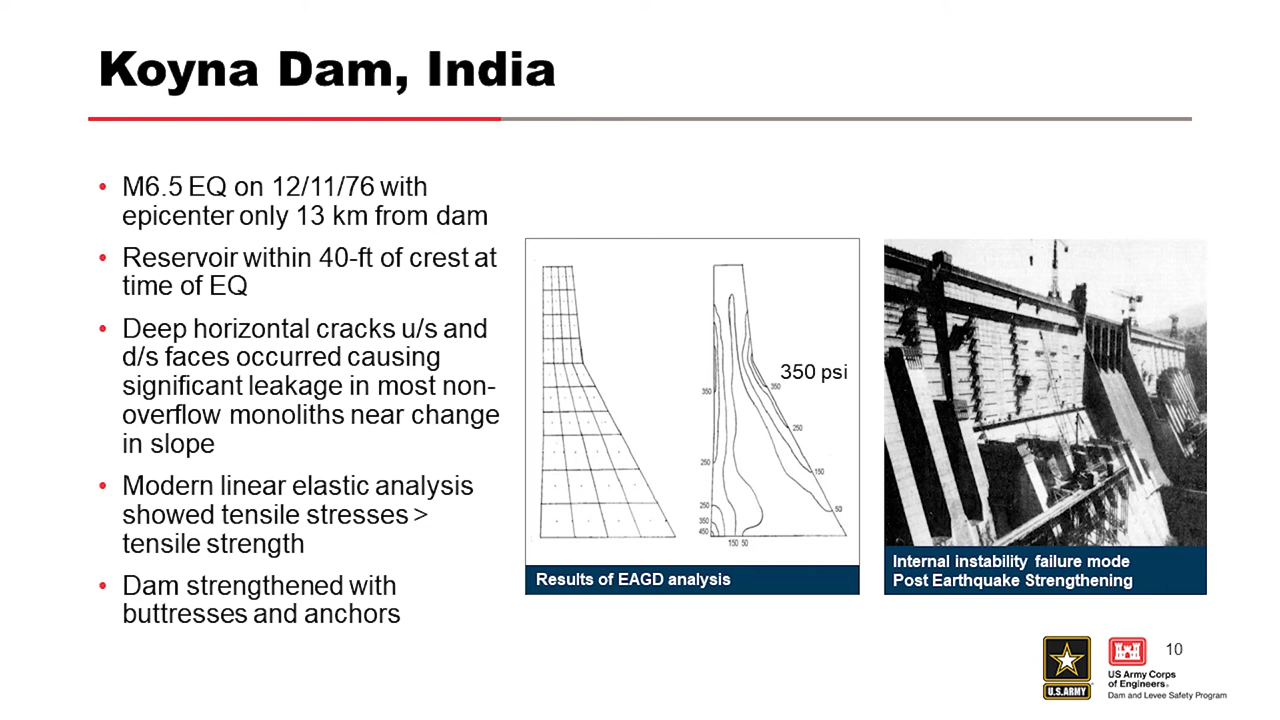 Koyna Dam, India
• M6.5 EQ on 12/11/76 with
epicenter only 13 km from dam
• Reservoir within 40-ft of crest at
time of EQ
• Deep horizontal cracks u/s and
d/s faces occurred causing
significant leakage in most non-
overflow monoliths near change
in slope
• Modern linear elastic analysis
showed tensile stresses >
tensile strength
• Dam strengthened with
buttresses and anchors
350 psi
350
350
250
250
150
50
250
350
450
150 50
Results of EAGD analysis
Internal instability failure mode
Post Earthquake Strengthening
U.S.ARMY
US Army Corps
of Engineers®
Dam and Levee Safety Program
10